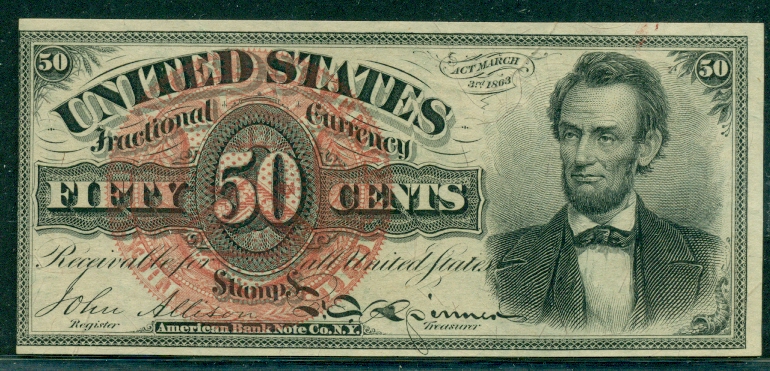 50 50
UNITED STATES
ACT MARCH
3rd 1863
Fractional Currency
FIFTY 50 CENTS
Receivable for all United States
Stamps
John Allison
Register
American Bank Note Co. N.Y.
Treasurer